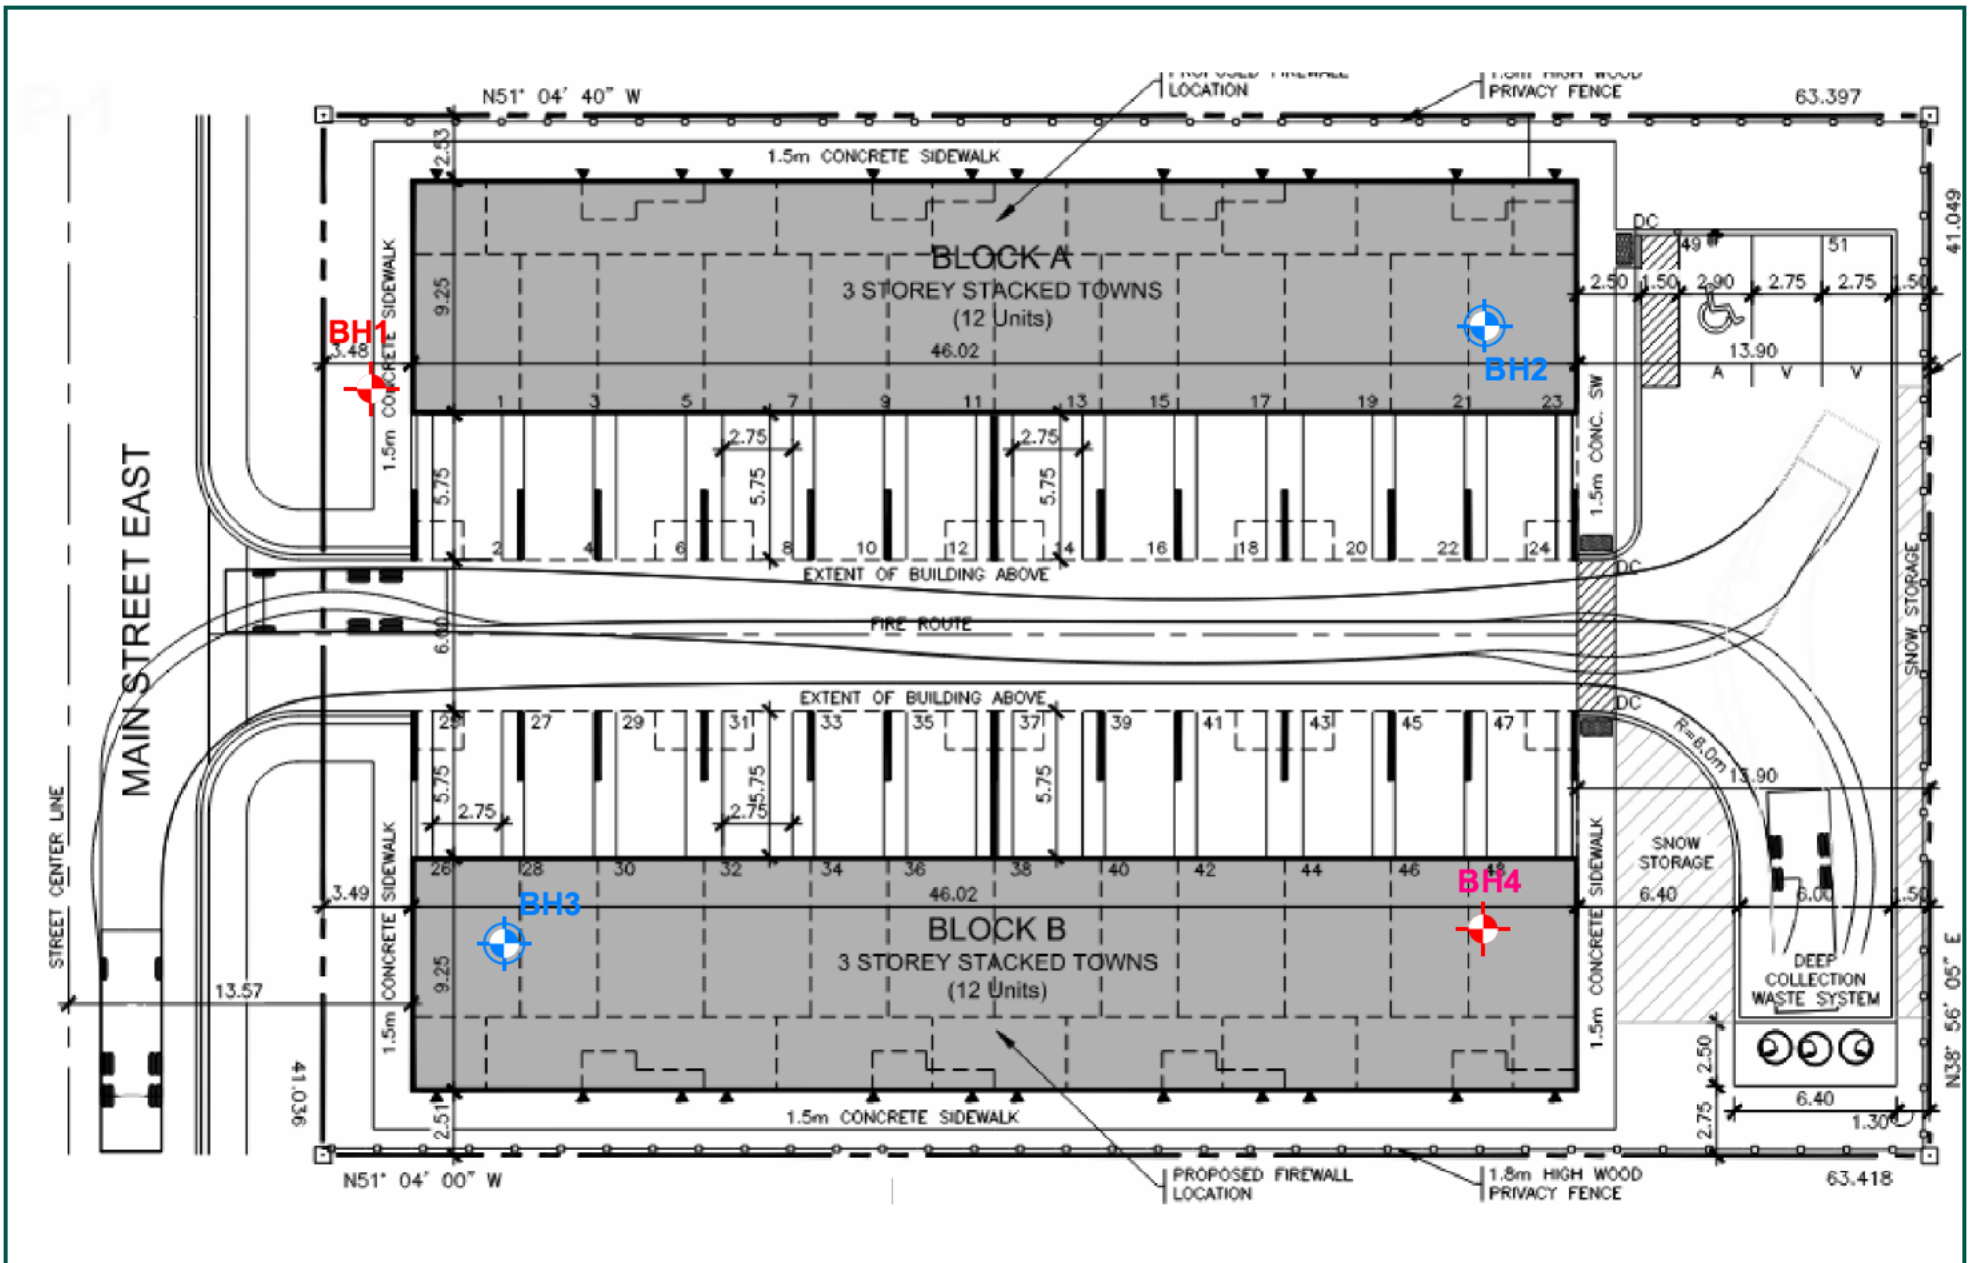 P-1
N51° 04' 40" W
LOCATION
PRIVACY FENCE
63.397
2.53
1.5m CONCRETE SIDEWALK
41.049
DC
49
51
BLOCK A
3 STOREY STACKED TOWNS
(12 Units)
9.25
1.5m CONCRETE SIDEWALK
2.50
1.50
2.90
2.75
2.75
1.50
BH1
3.48
46.02
BH2
13.90
A
V
V
1
3
5
7
9
11
13
15
17
19
21
23
1.5m CONC. SW
2.75
2.75
5.75
5.75
5.75
2
4
6
8
10
12
14
16
18
20
22
24
EXTENT OF BUILDING ABOVE
DC
MAIN STREET EAST
SNOW STORAGE
FIRE ROUTE
6.00
EXTENT OF BUILDING ABOVE
DC
25
27
29
31
33
35
37
39
41
43
45
47
R=6.0m
13.90
5.75
5.75
5.75
2.75
2.75
STREET CENTER LINE
1.5m CONCRETE SIDEWALK
1.5m CONCRETE SIDEWALK
SNOW
STORAGE
26
28
30
32
34
36
38
40
42
44
46
48
BH4
3.49
BH3
46.02
6.40
6.00
1.50
BLOCK B
3 STOREY STACKED TOWNS
(12 Units)
9.25
DEEP
COLLECTION
WASTE SYSTEM
N38° 56' 05" E
13.57
41.036
2.50
6.40
1.30
2.75
2.51
1.5m CONCRETE SIDEWALK
N51° 04' 00" W
PROPOSED FIREWALL
LOCATION
1.8m HIGH WOOD
PRIVACY FENCE
63.418